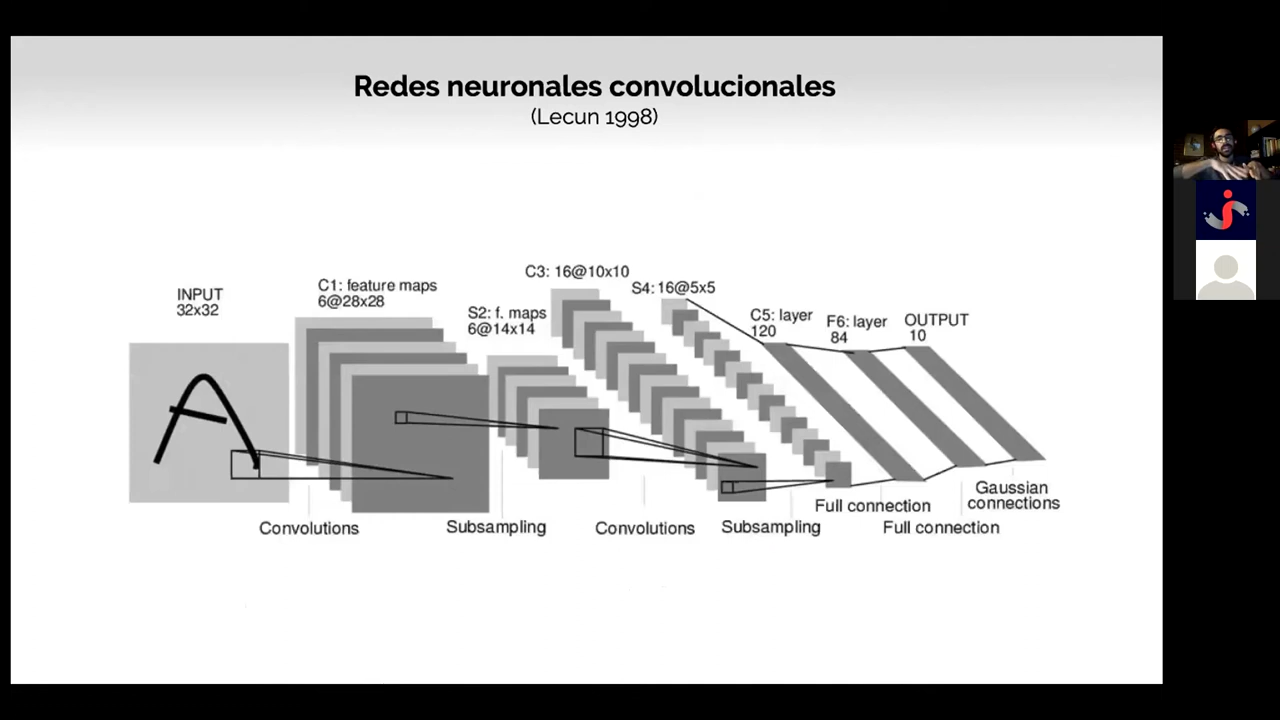 Redes neuronales convolucionales
(Lecun 1998)
INPUT
32x32
C1: feature maps
6@28x28
S2: f. maps
6@14x14
C3: 16@10x10
S4: 16@5x5
C5: layer
120
F6: layer
84
OUTPUT
10
A
Convolutions
Subsampling
Convolutions
Subsampling
Full connection
Full connection
Gaussian
connections